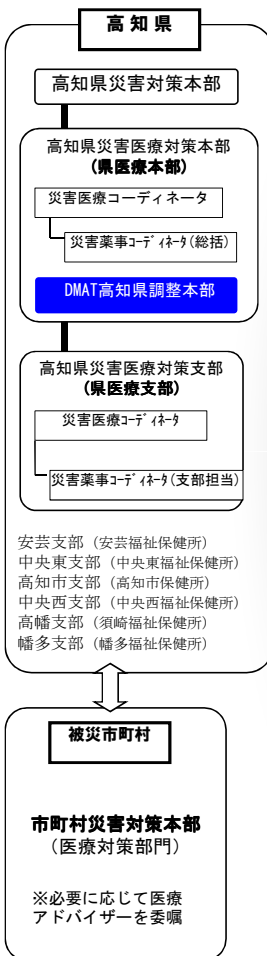 高知県
高知県災害対策本部
高知県災害医療対策本部
(県医療本部)
災害医療コーディネータ
災害薬事ｺｰﾃﾞｨﾈｰﾀ(総括)
DMAT高知県調整本部
高知県災害医療対策支部
(県医療支部)
災害医療ｺｰﾃﾞｨﾈｰﾀ
災害薬事ｺｰﾃﾞｨﾈｰﾀ(支部担当)
安芸支部（安芸福祉保健所）
中央東支部（中央東福祉保健所）
高知市支部（高知市保健所）
中央西支部（中央西福祉保健所）
高幡支部（須崎福祉保健所）
幡多支部（幡多福祉保健所）
被災市町村
市町村災害対策本部
（医療対策部門）
※必要に応じて医療
アドバイザーを委嘱